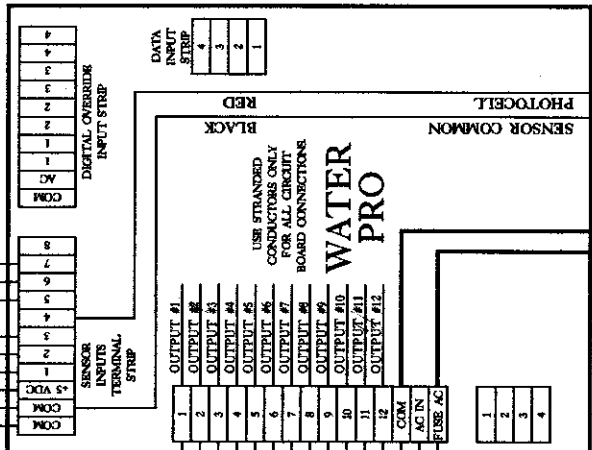 4
4
3
3
2
2
1
1
AC
COM
DIGITAL OVERRIDE
INPUT STRIP
DATA
INPUT
STRIP
4
3
2
1
RED
PHOTOCELL
BLACK
SENSOR COMMON
USE STRANDED
CONDUCTORS ONLY
FOR ALL CIRCUIT
BOARD CONNECTIONS.
WATER
PRO
8
7
6
5
4
3
2
1
+5 VDC
COM
COM
SENSOR
INPUTS
TERMINAL
STRIP
OUTPUT #1
OUTPUT #2
OUTPUT #3
OUTPUT #4
OUTPUT #5
OUTPUT #6
OUTPUT #7
OUTPUT #8
OUTPUT #9
OUTPUT #10
OUTPUT #11
OUTPUT #12
1
2
3
4
5
6
7
8
9
10
11
12
COM
AC IN
FUSE AC
1
2
3
4